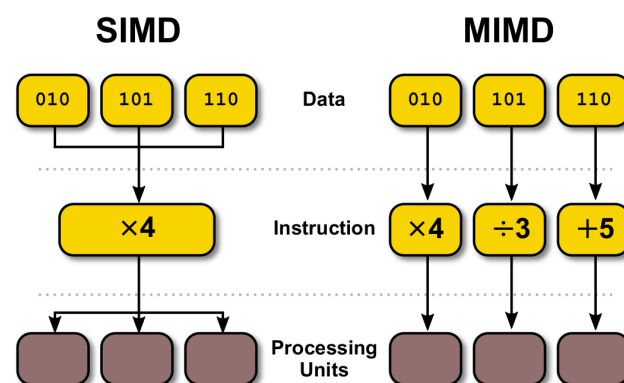 SIMD
MIMD
010 101 110
Data
010 101 110
×4
Instruction
×4 ÷3 +5
Processing
Units